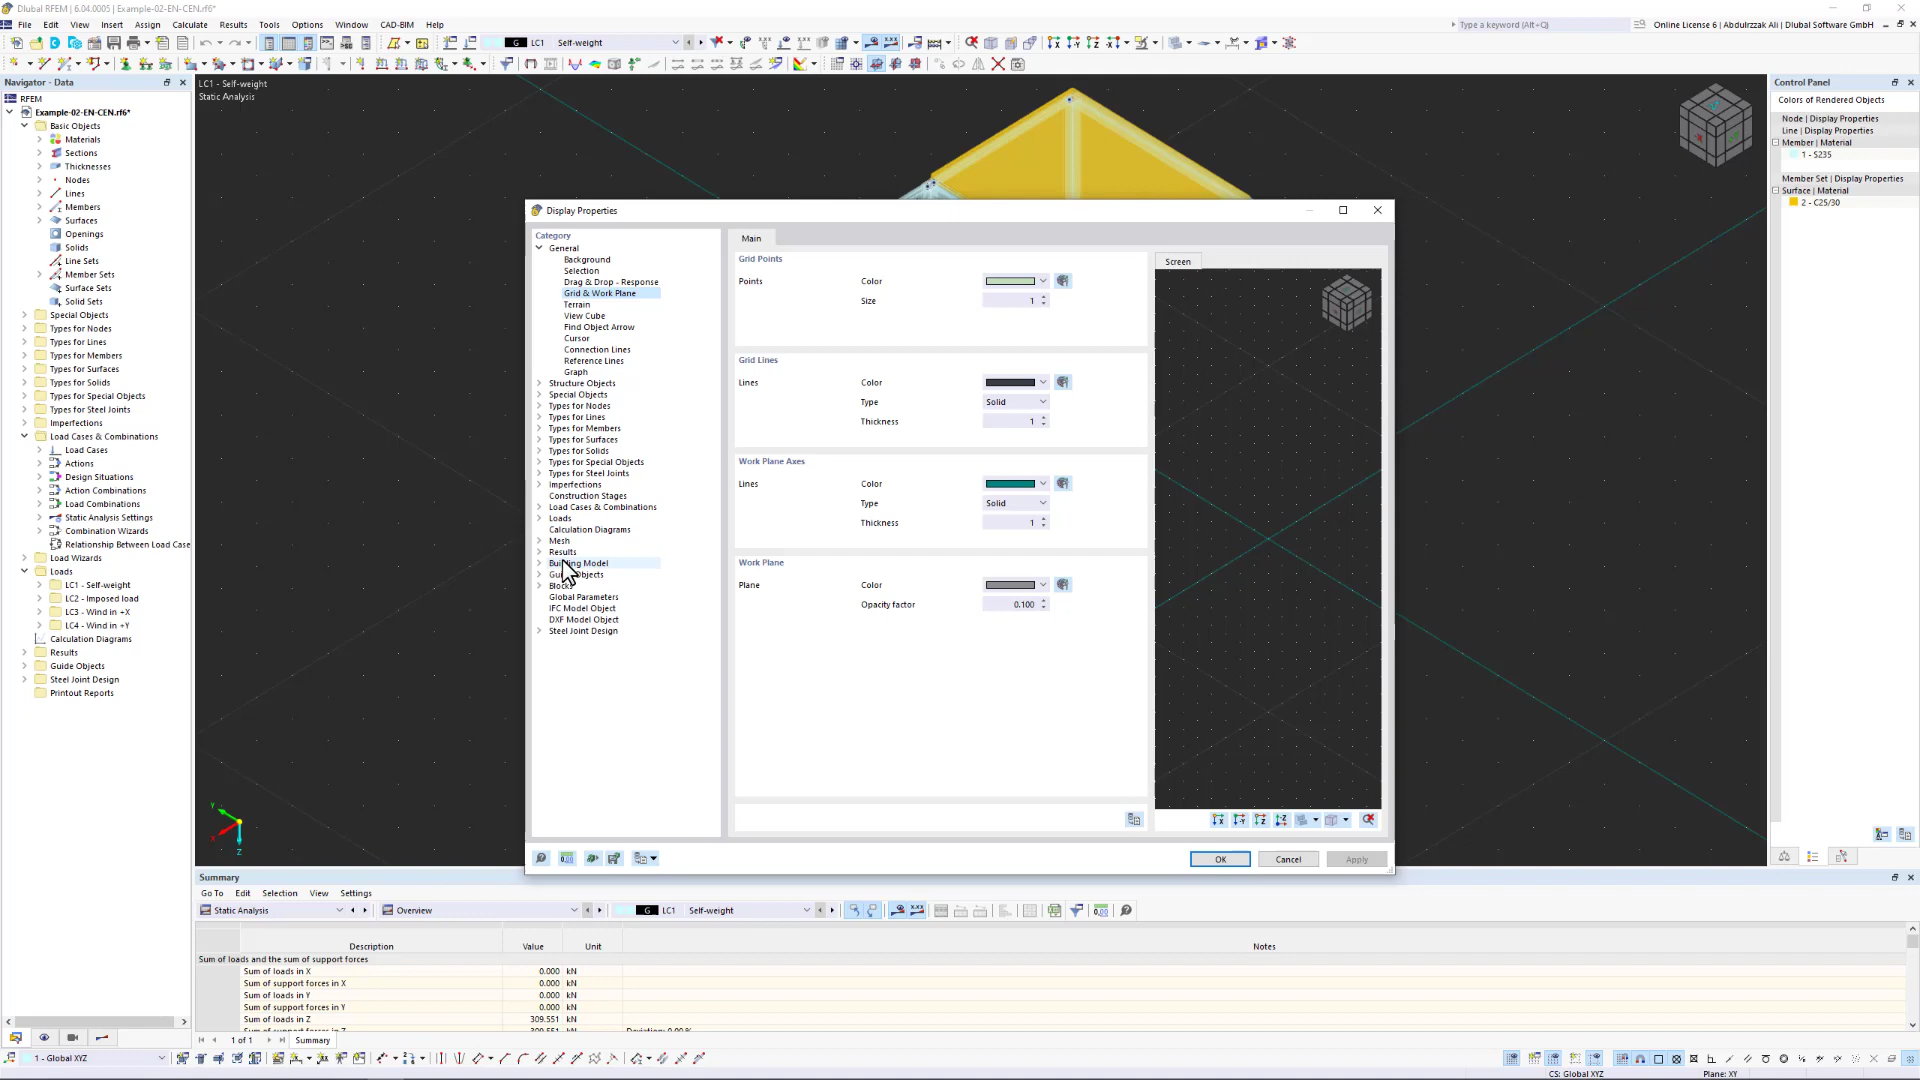 Dlubal RFEM | 6.04.0005 | Example-02-EN-CEN.rf6*
File Edit View Insert Assign Calculate Results Tools Options Window CAD-BIM Help
Type a keyword (Alt+Q)
Online License 6 | Abdulrzzak Ali | Dlubal Software GmbH
G LC1 Self-weight
Navigator - Data
RFEM
Example-02-EN-CEN.rf6*
Basic Objects
Materials
Sections
Thicknesses
Nodes
Lines
Members
Surfaces
Openings
Solids
Line Sets
Member Sets
Surface Sets
Solid Sets
Special Objects
Types for Nodes
Types for Lines
Types for Members
Types for Surfaces
Types for Solids
Types for Special Objects
Types for Steel Joints
Imperfections
Load Cases & Combinations
Load Cases
Actions
Design Situations
Action Combinations
Load Combinations
Static Analysis Settings
Combination Wizards
Relationship Between Load Case
Load Wizards
Loads
LC1 - Self-weight
LC2 - Imposed load
LC3 - Wind in +X
LC4 - Wind in +Y
Calculation Diagrams
Results
Guide Objects
Steel Joint Design
Printout Reports
LC1 - Self-weight
Static Analysis
Y
X
Z
Display Properties
Category
General
Background
Selection
Drag & Drop - Response
Grid & Work Plane
Terrain
View Cube
Find Object Arrow
Cursor
Connection Lines
Reference Lines
Graph
Structure Objects
Special Objects
Types for Nodes
Types for Lines
Types for Members
Types for Surfaces
Types for Solids
Types for Special Objects
Types for Steel Joints
Imperfections
Construction Stages
Load Cases & Combinations
Loads
Calculation Diagrams
Mesh
Results
Building Model
Guide Objects
Blocks
Global Parameters
IFC Model Object
DXF Model Object
Steel Joint Design
Main
Grid Points
Points Color
Size 1
Grid Lines
Lines Color
Type Solid
Thickness 1
Work Plane Axes
Lines Color
Type Solid
Thickness 1
Work Plane
Plane Color
Opacity factor 0.100
Screen
OK Cancel Apply
Control Panel
Colors of Rendered Objects
Node | Display Properties
Line | Display Properties
Member | Material
1 - S235
Member Set | Display Properties
Surface | Material
2 - C25/30
Summary
Go To Edit Selection View Settings
Static Analysis Overview G LC1 Self-weight
Description Value Unit Notes
Sum of loads and the sum of support forces
Sum of loads in X 0.000 kN
Sum of support forces in X 0.000 kN
Sum of loads in Y 0.000 kN
Sum of support forces in Y 0.000 kN
Sum of loads in Z 309.551 kN
Sum of support forces in Z 309.551 kN Deviation: 0.00 %
1 of 1 Summary
1 - Global XYZ
CS: Global XYZ Plane: XY